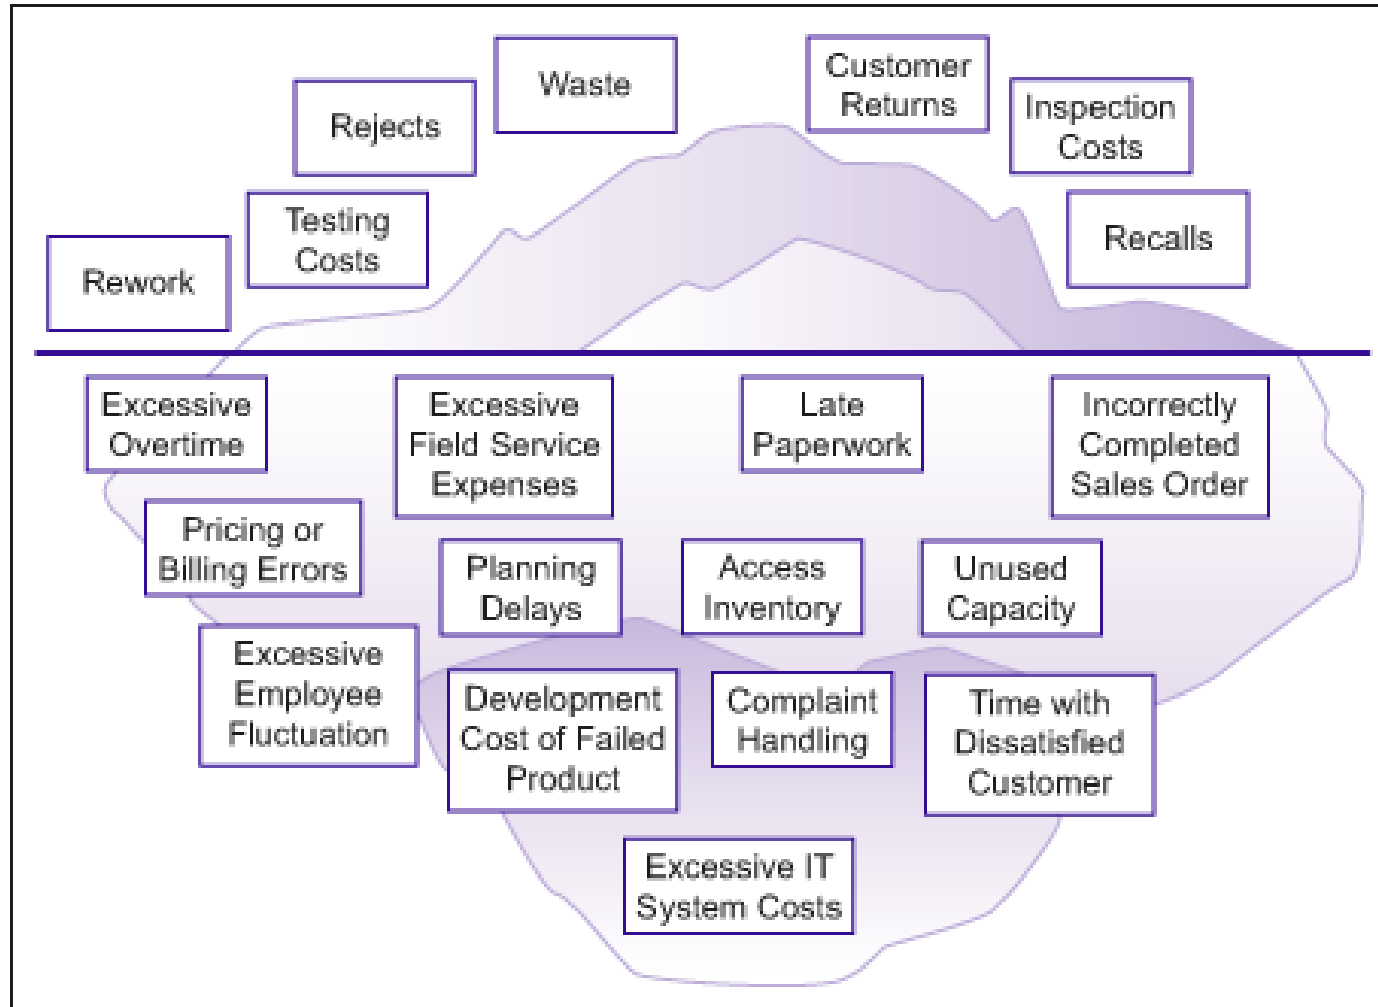 Waste
Customer
Returns
Rejects
Inspection
Costs
Testing
Costs
Recalls
Rework
Excessive
Overtime
Excessive
Field Service
Expenses
Late
Paperwork
Incorrectly
Completed
Sales Order
Pricing or
Billing Errors
Planning
Delays
Access
Inventory
Unused
Capacity
Excessive
Employee
Fluctuation
Development
Cost of Failed
Product
Complaint
Handling
Time with
Dissatisfied
Customer
Excessive IT
System Costs